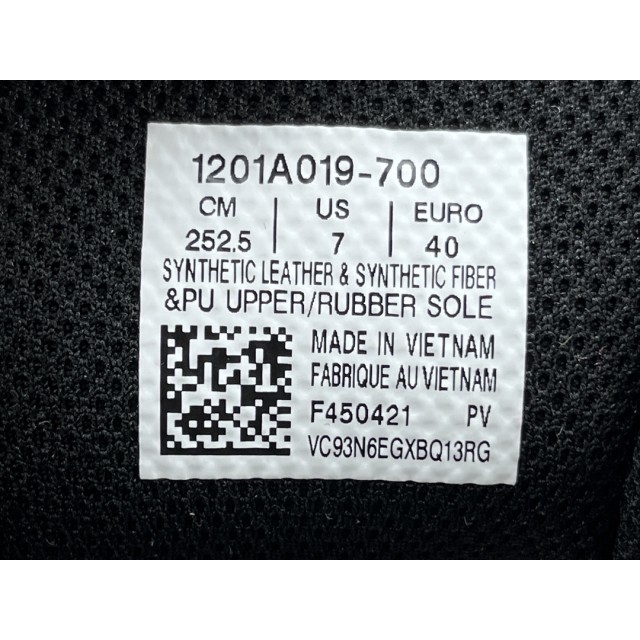 1201A019-700
CM | US | EURO
252.5 | 7 | 40
SYNTHETIC LEATHER & SYNTHETIC FIBER
&PU UPPER/RUBBER SOLE
MADE IN VIETNAM
FABRIQUE AU VIETNAM
F450421 PV
VC93N6EGXBQ13RG